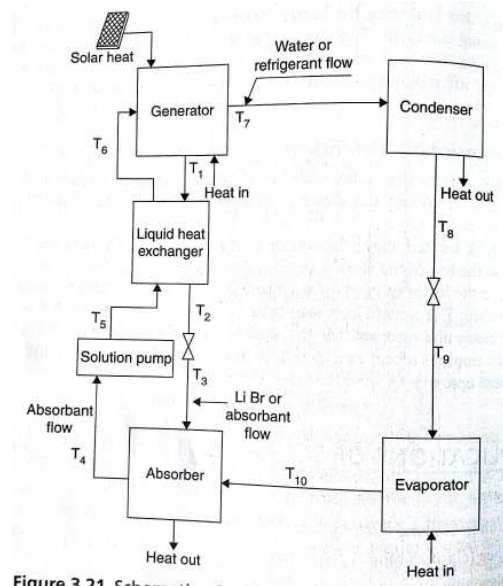 Solar heat
Water or
refrigerant flow
Generator
Condenser
T6
T7
T1
Heat in
Heat out
Liquid heat
exchanger
T8
T5
T2
Solution pump
T3
T9
Absorbant
flow
Li Br or
absorbant
flow
T4
Absorber
T10
Evaporator
Heat out
Heat in
Figure 3.21